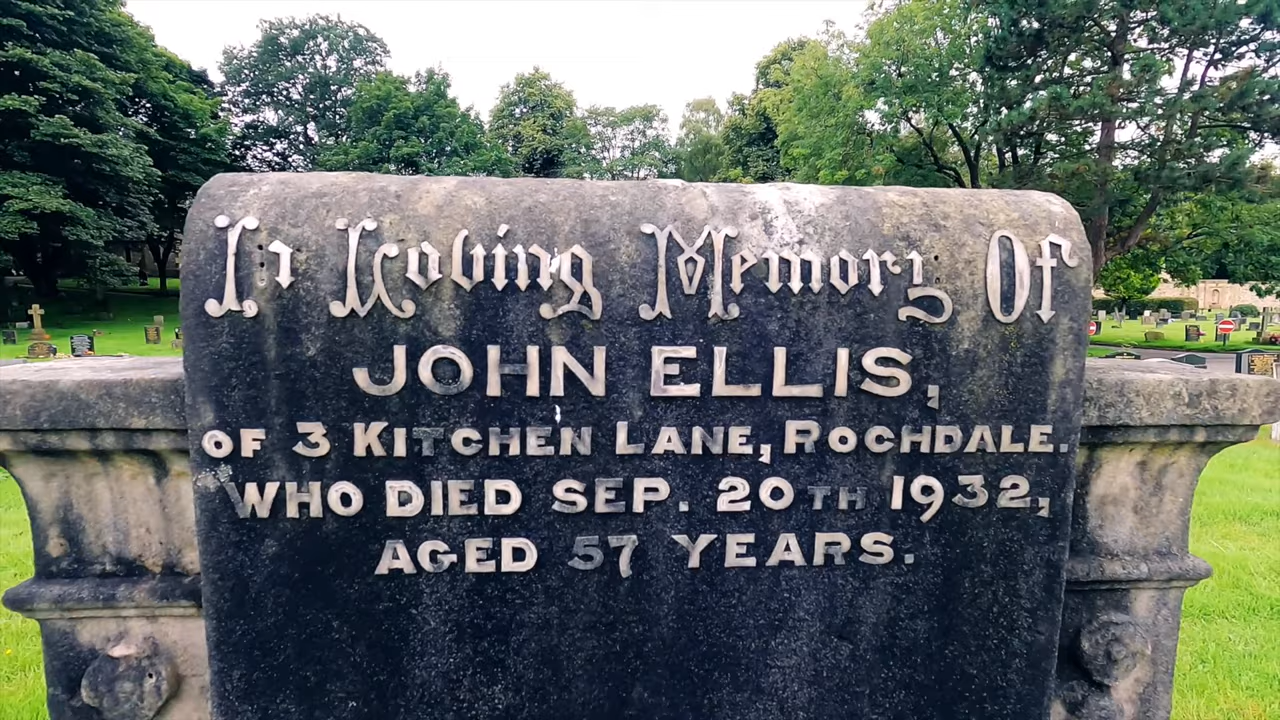 In Loving Memory Of
JOHN ELLIS,
OF 3 KITCHEN LANE, ROCHDALE.
WHO DIED SEP. 20TH 1932,
AGED 57 YEARS.